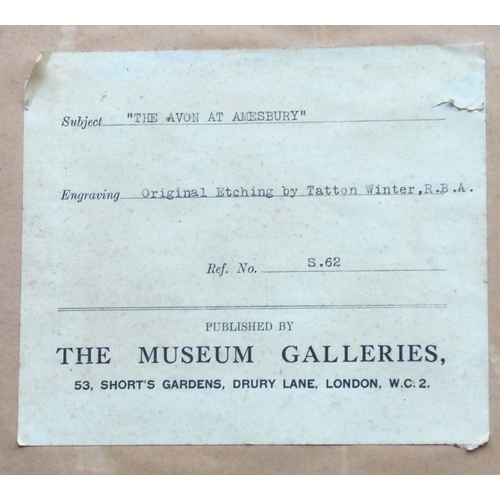 Subject "THE AVON AT AMESBURY"
Engraving Original Etching by Tatton Winter,R.B.A.
Ref. No. S.62
PUBLISHED BY
THE MUSEUM GALLERIES,
53, SHORT'S GARDENS, DRURY LANE, LONDON, W.C.2.